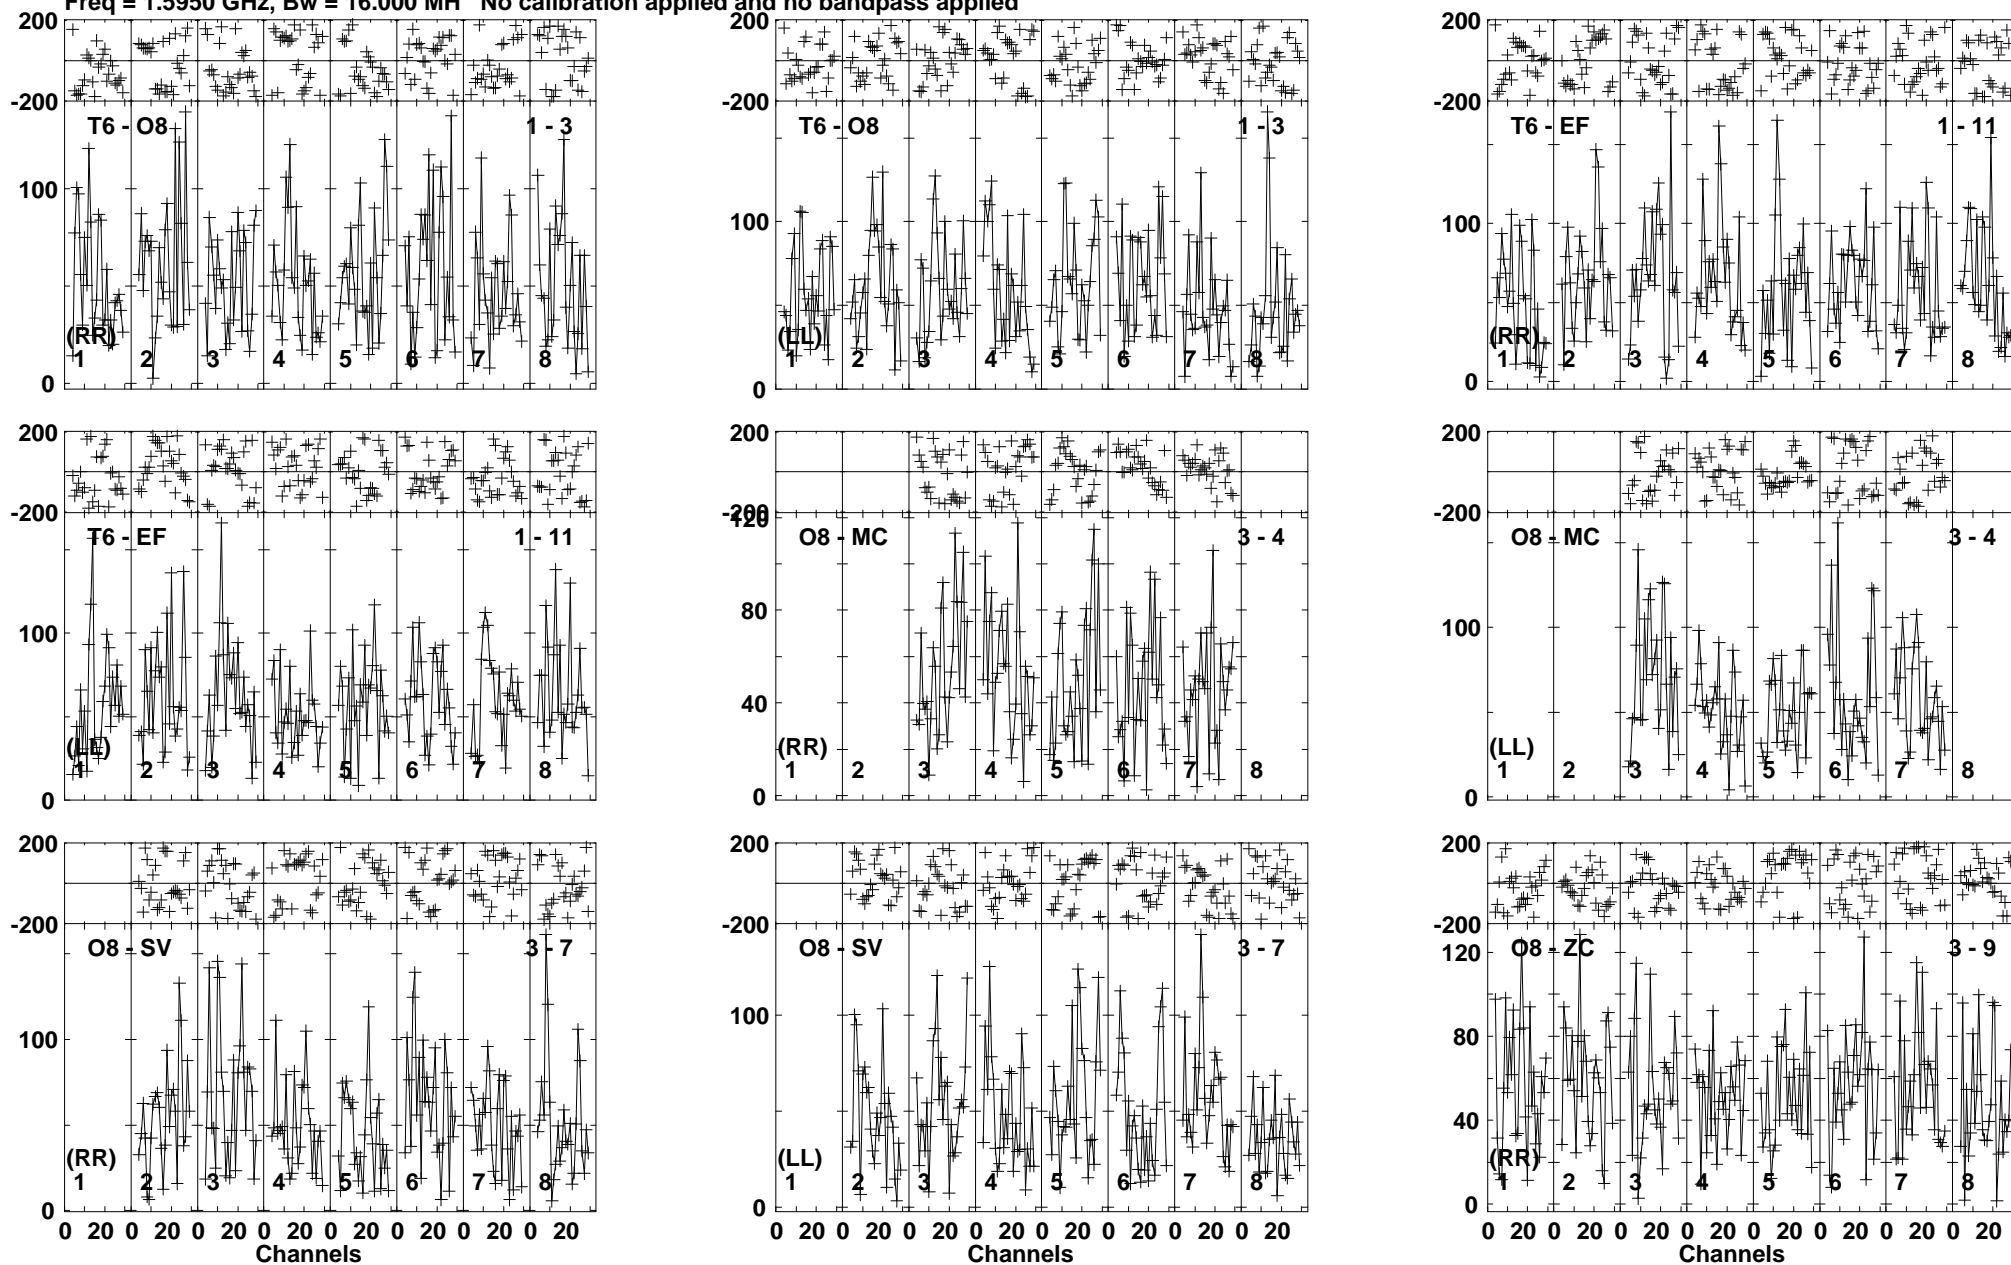 Freq = 1.5950 GHz, Bw = 16.000 MH No calibration applied and no bandpass applied
200 200 200
-200 -200 -200
T6 - O8 1 - 3 T6 - O8 1 - 3 T6 - EF 1 - 11
100 100 100
(RR) (LL) (RR)
1 2 3 4 5 6 7 8 1 2 3 4 5 6 7 8 1 2 3 4 5 6 7 8
0 0 0
200 200 200
-200 -200 -200
120
T6 - EF 1 - 11 O8 - MC 3 - 4 O8 - MC 3 - 4
100 80 100
40
(LL) (RR) (LL)
1 2 3 4 5 6 7 8 1 2 3 4 5 6 7 8 1 2 3 4 5 6 7 8
0 0 0
200 200 200
-200 -200 -200
O8 - SV 3 - 7 O8 - SV 3 - 7 O8 - ZC 3 - 9
120
100 100 80
40
(RR) (LL) (RR)
1 2 3 4 5 6 7 8 1 2 3 4 5 6 7 8 1 2 3 4 5 6 7 8
0 0 0
0 20 0 20 0 20 0 20 0 20 0 20 0 20 0 20 0 20 0 20 0 20 0 20 0 20 0 20 0 20 0 20 0 20 0 20 0 20 0 20 0 20 0 20 0 20 0 20
Channels Channels Channels